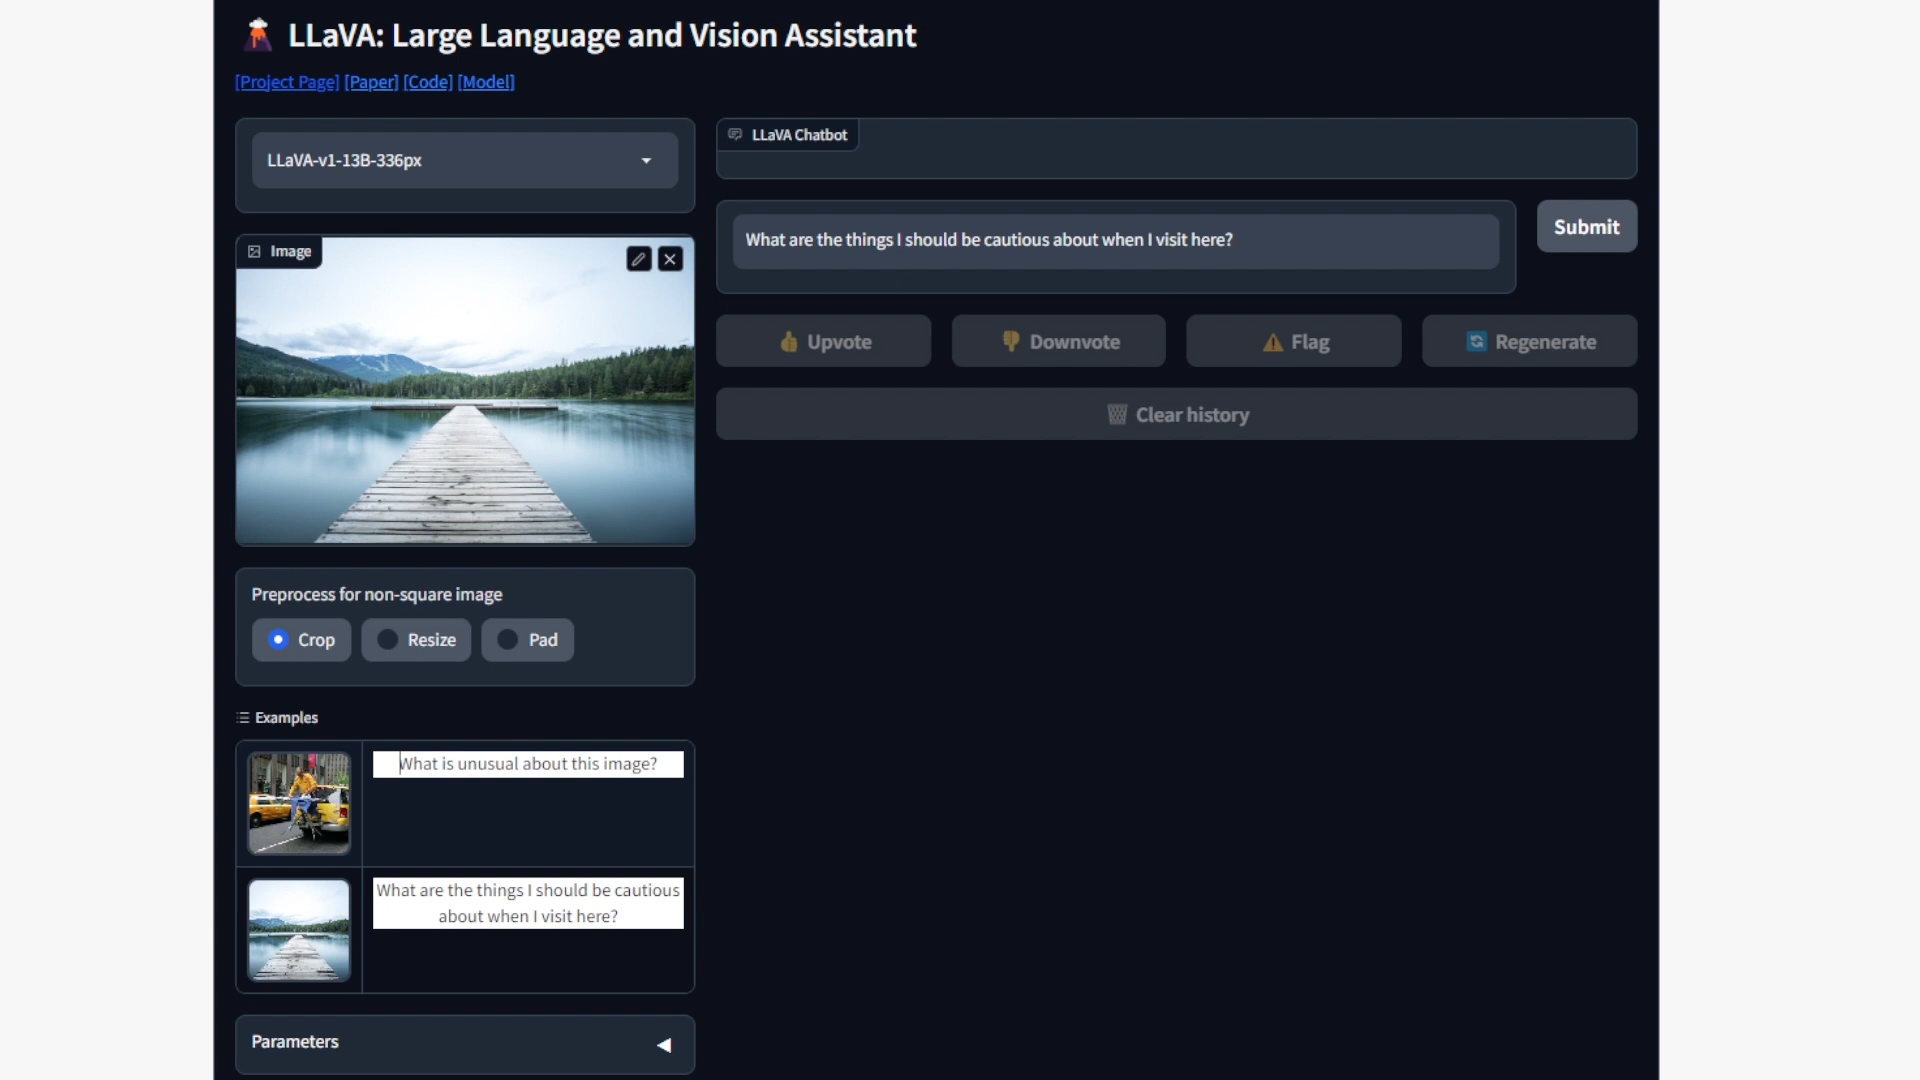 LLaVA: Large Language and Vision Assistant
[Project Page] [Paper] [Code] [Model]
LLaVA-v1-13B-336px
Image
Preprocess for non-square image
Crop
Resize
Pad
Examples
What is unusual about this image?
What are the things I should be cautious
about when I visit here?
Parameters
LLaVA Chatbot
What are the things I should be cautious about when I visit here?
Submit
Upvote
Downvote
Flag
Regenerate
Clear history